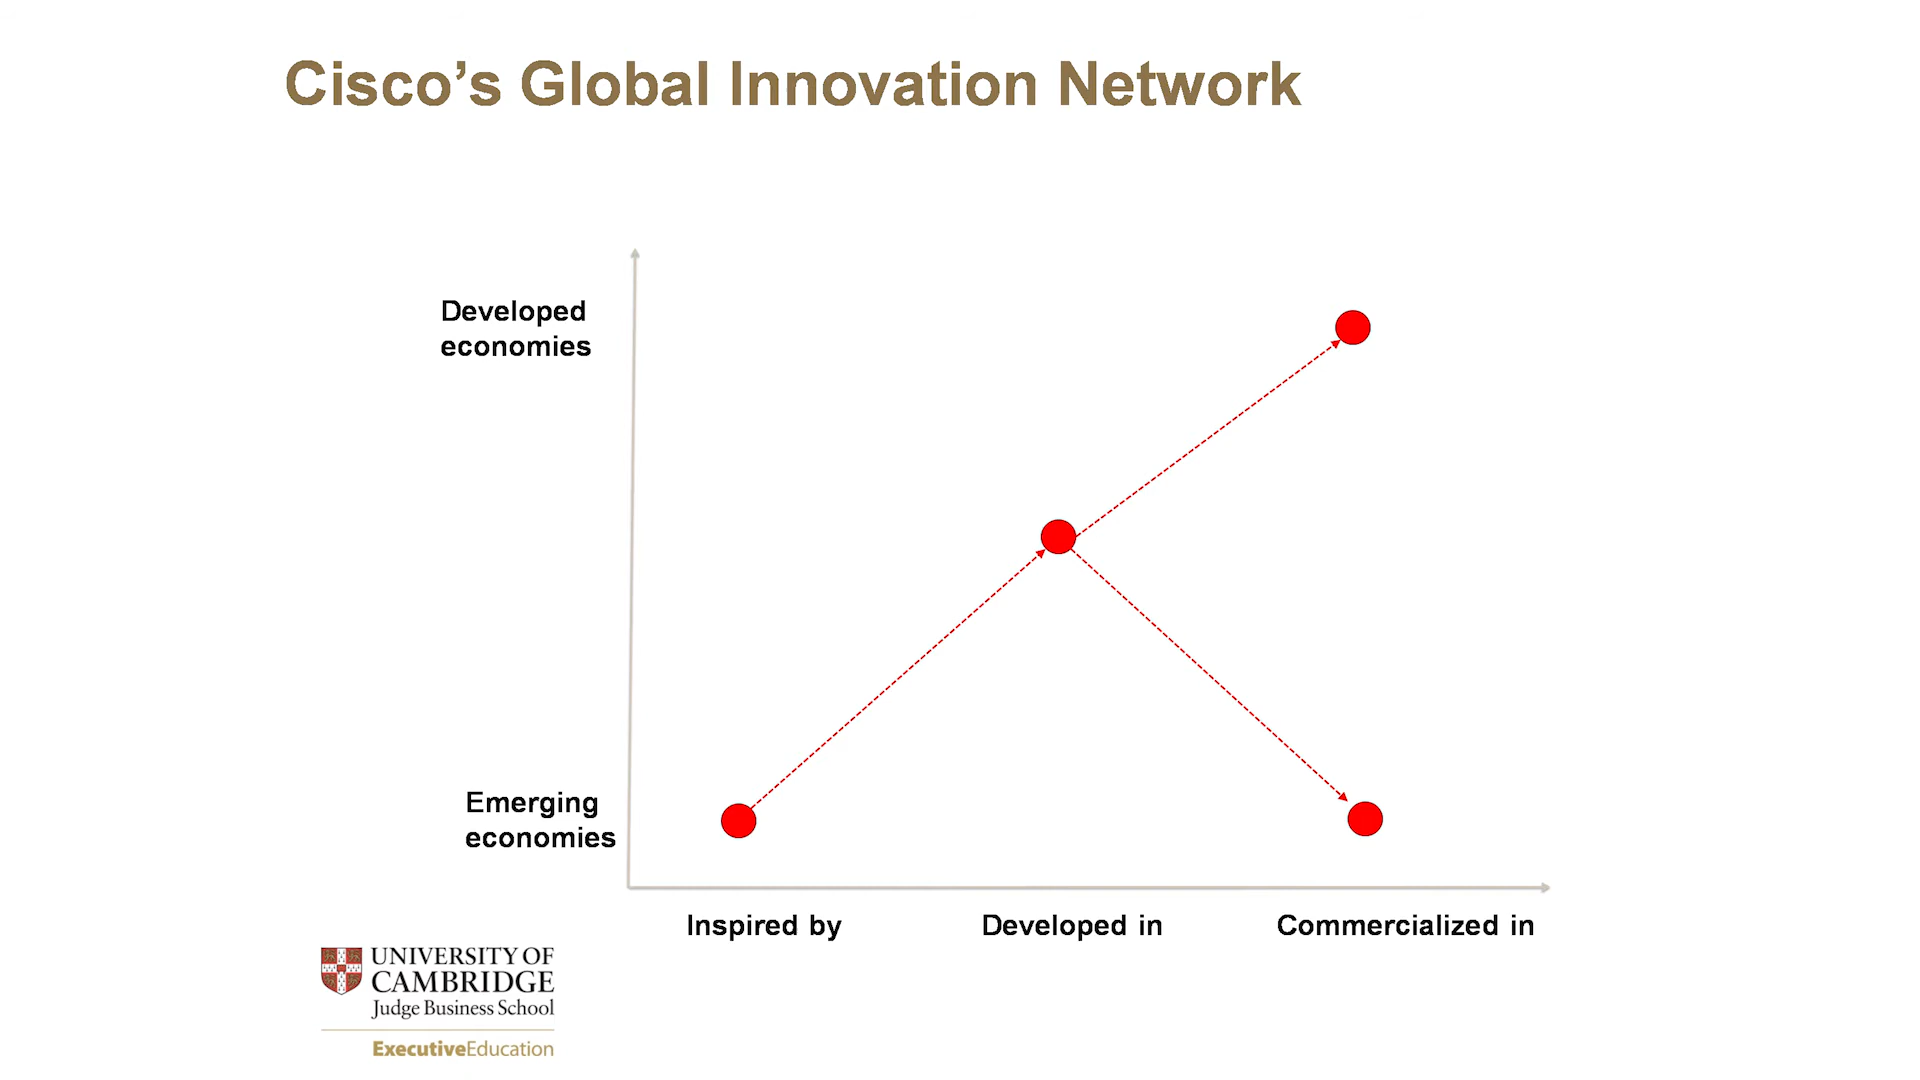 Cisco’s Global Innovation Network
Developed
economies
Emerging
economies
Inspired by
Developed in
Commercialized in
UNIVERSITY OF
CAMBRIDGE
Judge Business School
ExecutiveEducation